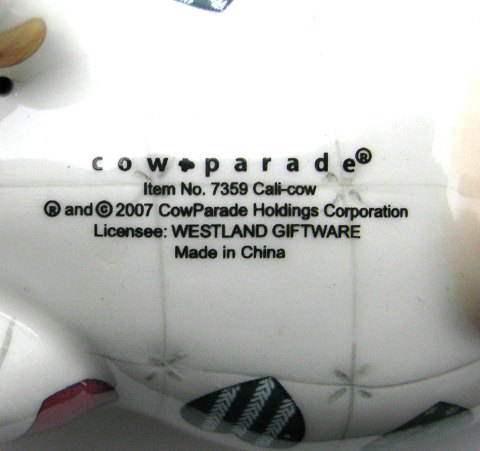 cow parade®
Item No. 7359 Cali-cow
® and © 2007 CowParade Holdings Corporation
Licensee: WESTLAND GIFTWARE
Made in China